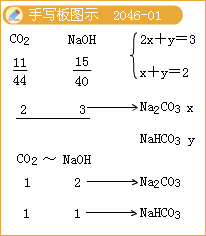 手写板图示 2046-01
CO₂ NaOH { 2x+y=3
11/44 15/40 x+y=2
2 3 ⟶ Na₂CO₃ x
NaHCO₃ y
CO₂ ~ NaOH
1 2 ⟶ Na₂CO₃
1 1 ⟶ NaHCO₃